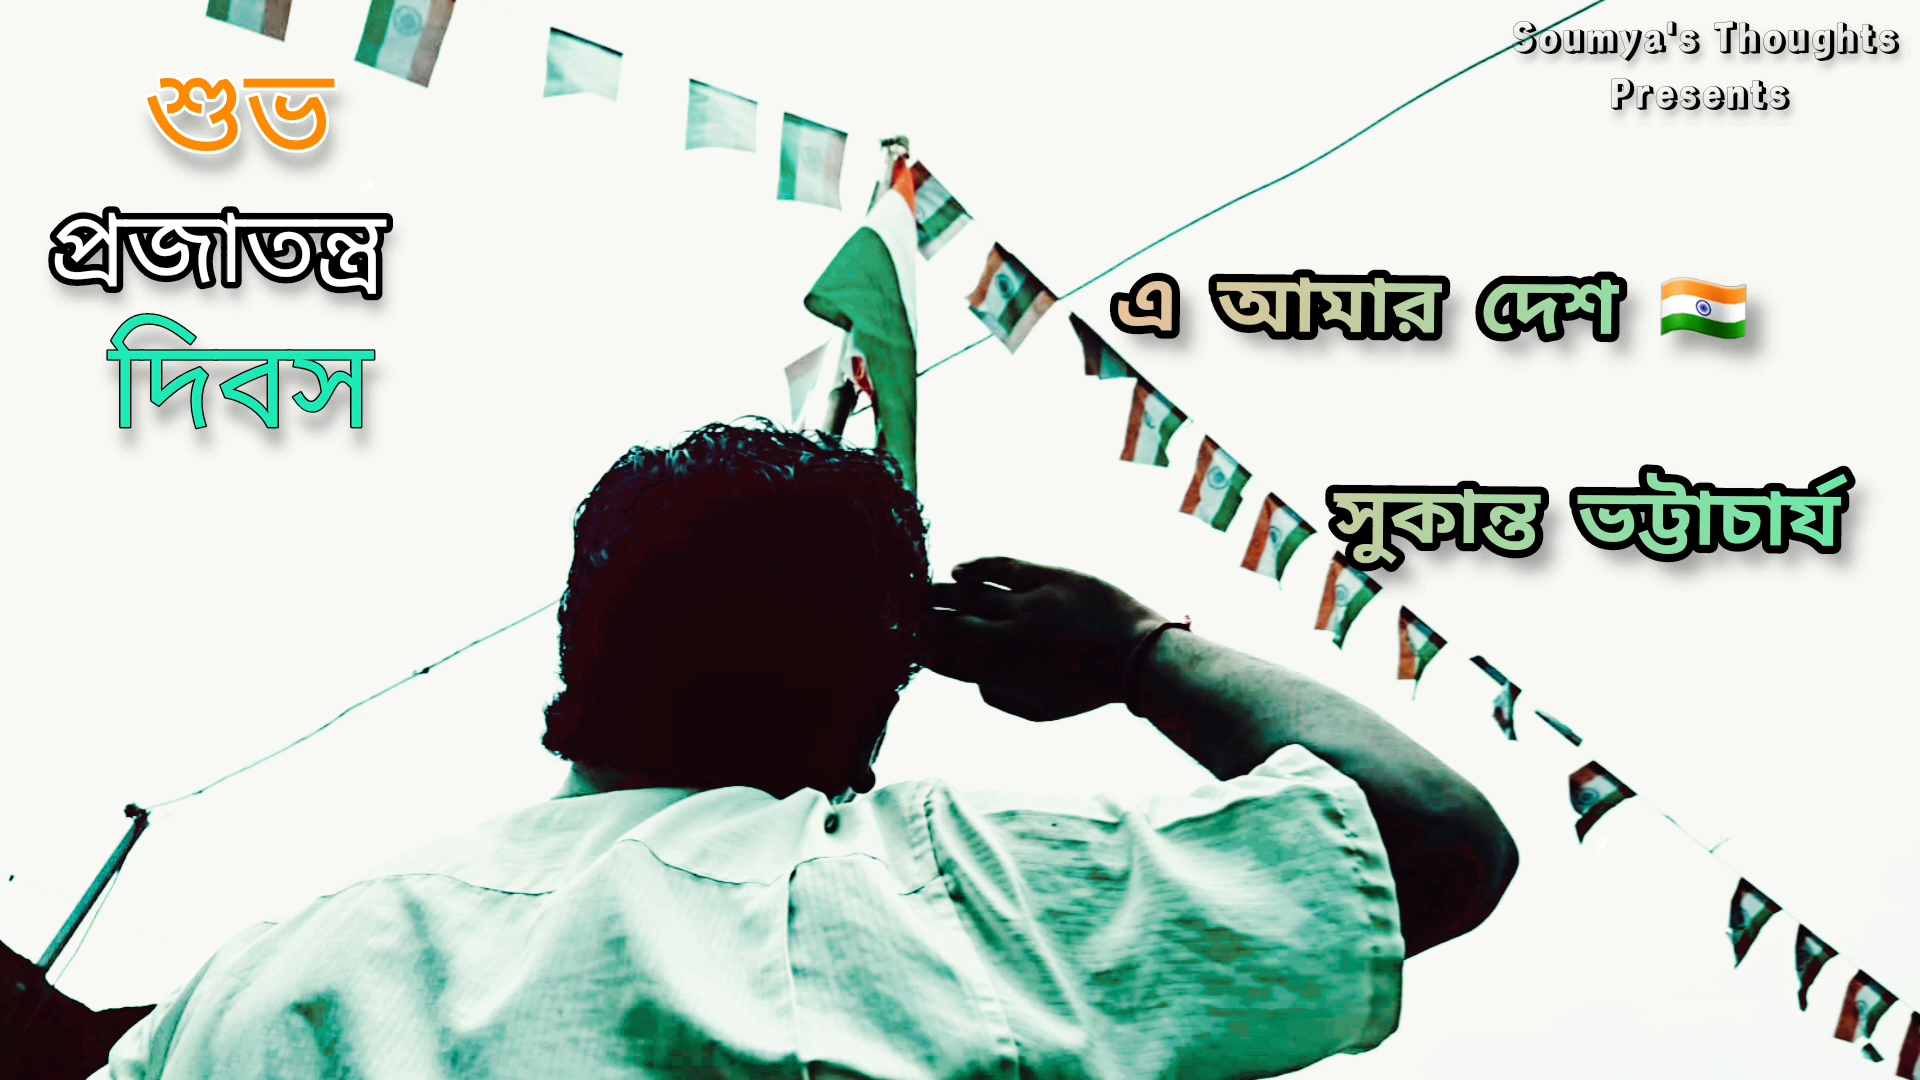 Soumya's Thoughts
Presents
শুভ
প্রজাতন্ত্র
দিবস
এ আমার দেশ 🇮🇳
সুকান্ত ভট্টাচার্য